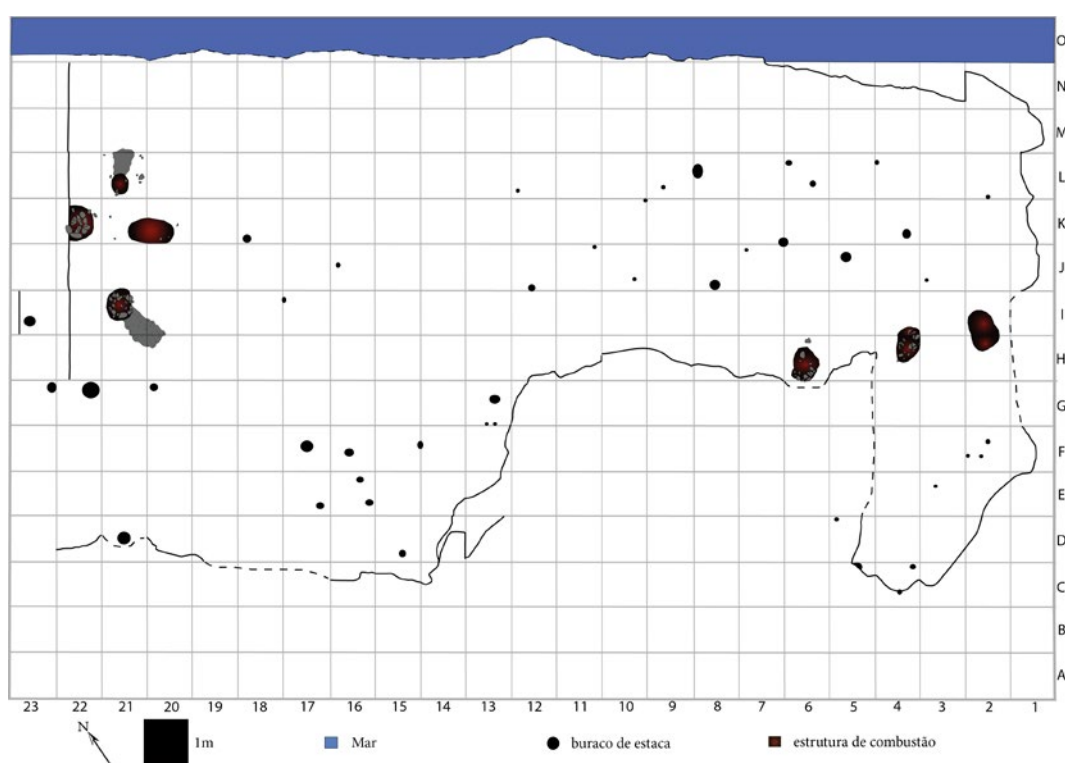 O
N
M
L
K
J
I
H
G
F
E
D
C
B
A
23 22 21 20 19 18 17 16 15 14 13 12 11 10 9 8 7 6 5 4 3 2 1
N
1m
Mar
buraco de estaca
estrutura de combustão